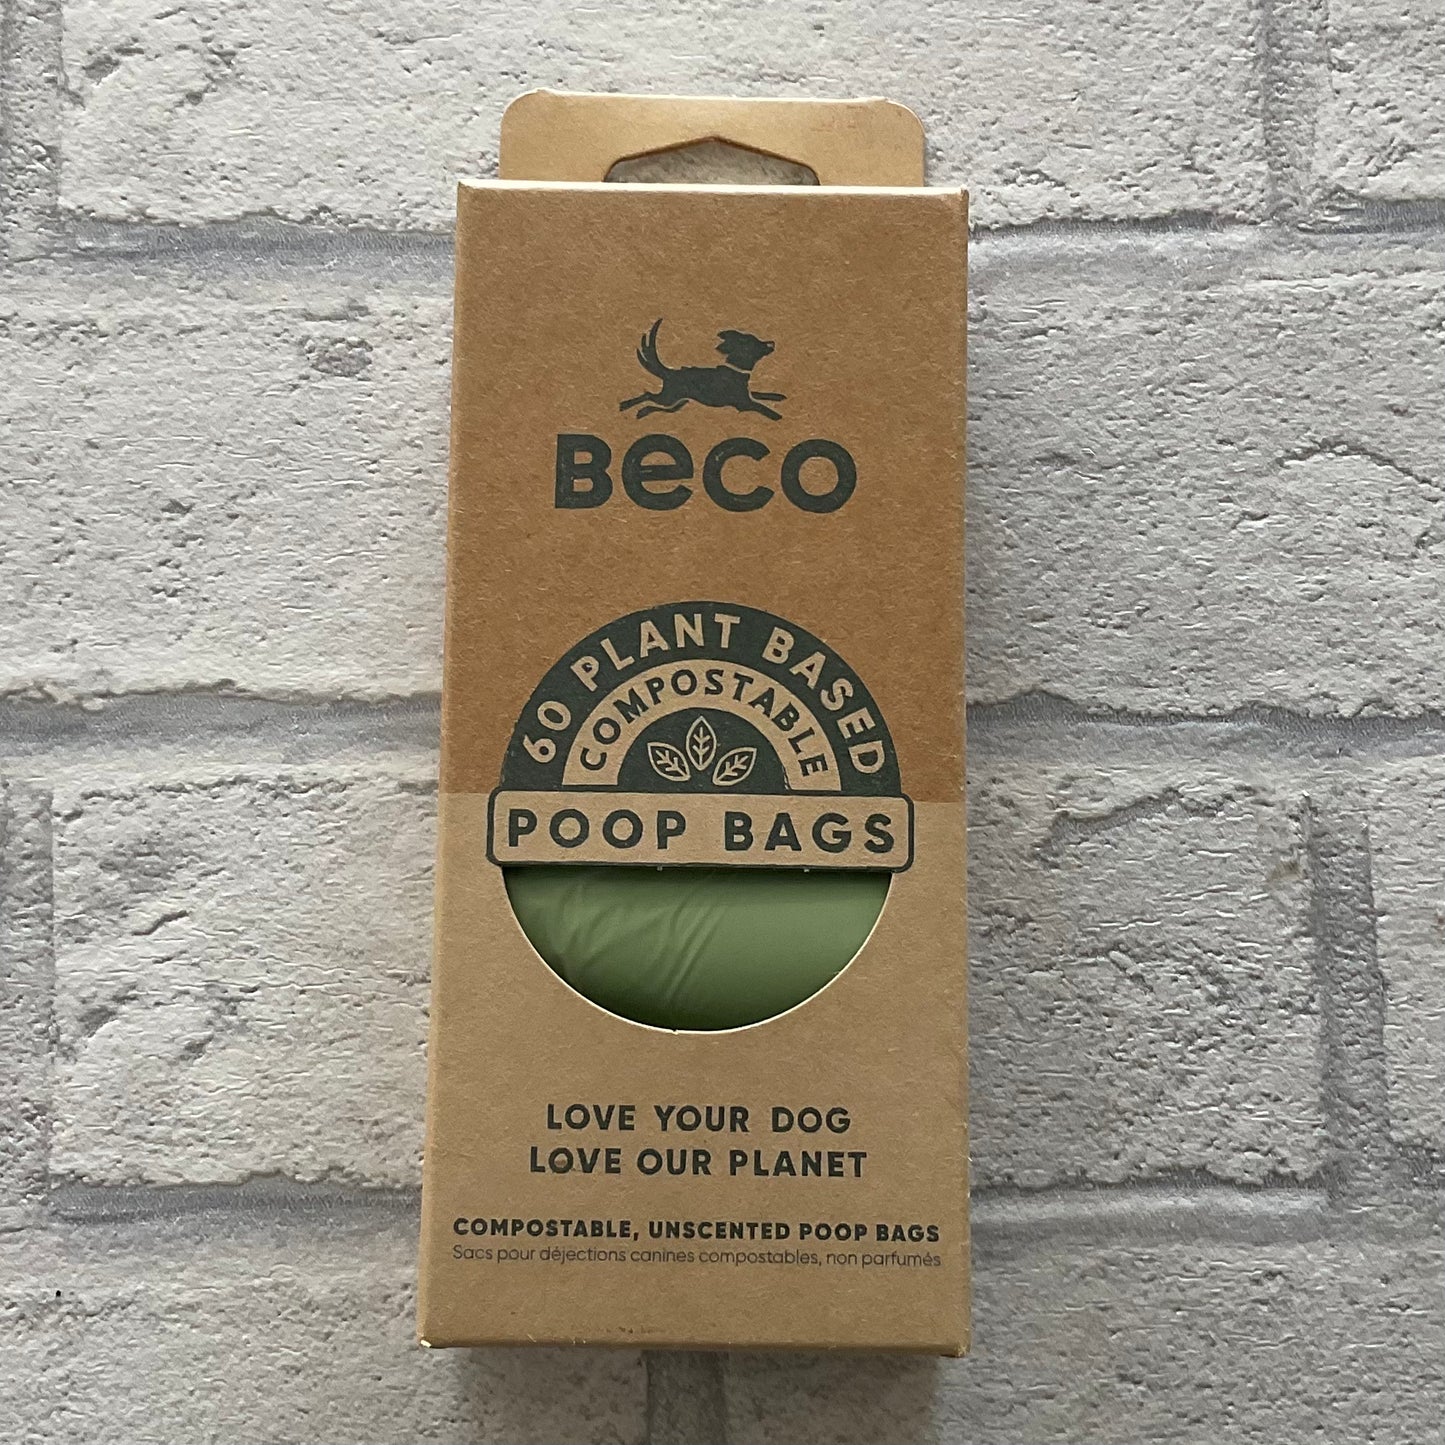 BeCO
60 PLANT BASED
COMPOSTABLE
POOP BAGS
LOVE YOUR DOG
LOVE OUR PLANET
COMPOSTABLE, UNSCENTED POOP BAGS
Sacs pour déjections canines compostables, non parfumés